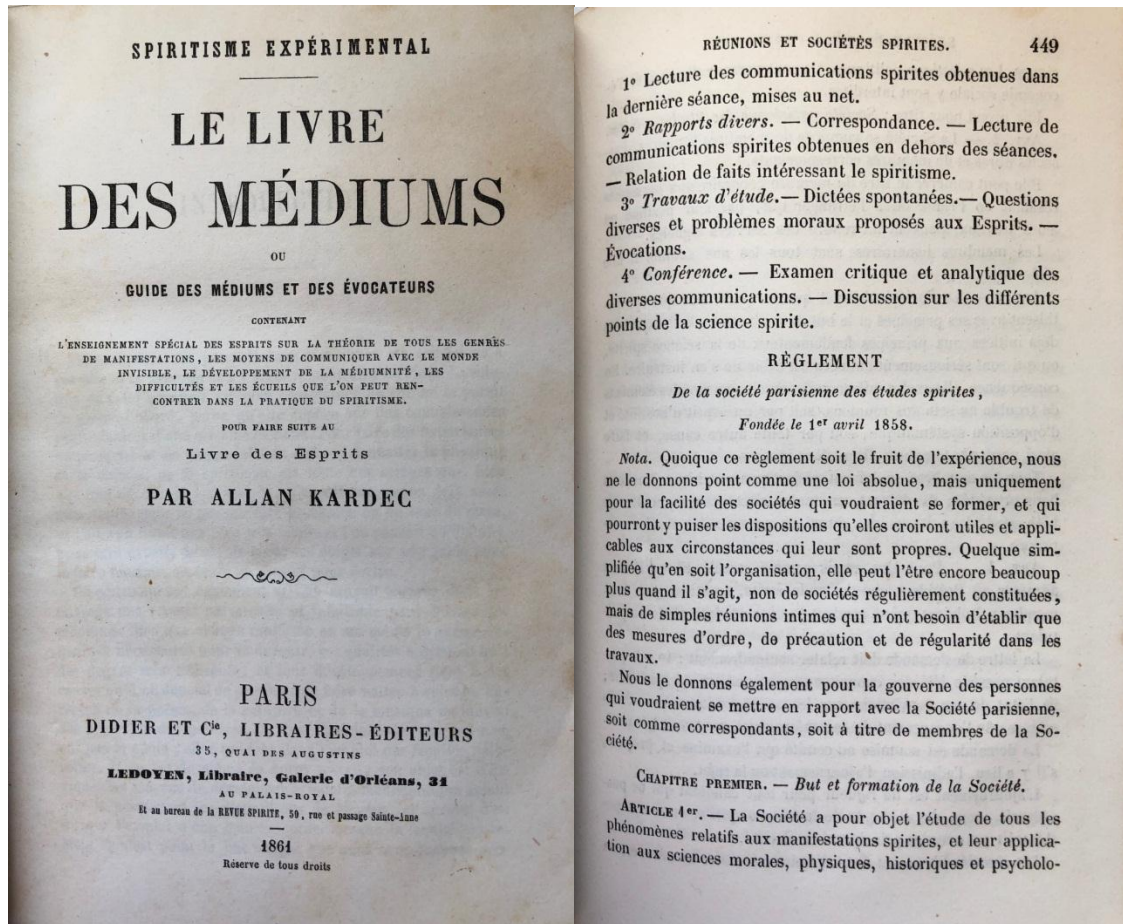 SPIRITISME EXPÉRIMENTAL
LE LIVRE
DES MÉDIUMS
OU
GUIDE DES MÉDIUMS ET DES ÉVOCATEURS
CONTENANT
L'ENSEIGNEMENT SPÉCIAL DES ESPRITS SUR LA THÉORIE DE TOUS LES GENRES
DE MANIFESTATIONS, LES MOYENS DE COMMUNIQUER AVEC LE MONDE
INVISIBLE, LE DÉVELOPPEMENT DE LA MÉDIUMNITÉ, LES
DIFFICULTÉS ET LES ÉCUEILS QUE L'ON PEUT REN-
CONTRER DANS LA PRATIQUE DU SPIRITISME.
POUR FAIRE SUITE AU
Livre des Esprits
PAR ALLAN KARDEC
PARIS
DIDIER ET Cie, LIBRAIRES-ÉDITEURS
35, QUAI DES AUGUSTINS
LEDOYEN, Libraire, Galerie d'Orléans, 31
AU PALAIS-ROYAL
Et au bureau de la REVUE SPIRITE, 59, rue et passage Sainte-Anne
1861
Réserve de tous droits
RÉUNIONS ET SOCIÉTÉS SPIRITES. 449
1º Lecture des communications spirites obtenues dans
la dernière séance, mises au net.
2º Rapports divers. — Correspondance. — Lecture de
communications spirites obtenues en dehors des séances.
— Relation de faits intéressant le spiritisme.
3º Travaux d'étude. — Dictées spontanées. — Questions
diverses et problèmes moraux proposés aux Esprits. —
Évocations.
4º Conférence. — Examen critique et analytique des
diverses communications. — Discussion sur les différents
points de la science spirite.
RÈGLEMENT
De la société parisienne des études spirites,
Fondée le 1er avril 1858.
Nota. Quoique ce règlement soit le fruit de l'expérience, nous
ne le donnons point comme une loi absolue, mais uniquement
pour la facilité des sociétés qui voudraient se former, et qui
pourront y puiser les dispositions qu'elles croiront utiles et appli-
cables aux circonstances qui leur sont propres. Quelque sim-
plifiée qu'en soit l'organisation, elle peut l'être encore beaucoup
plus quand il s'agit, non de sociétés régulièrement constituées,
mais de simples réunions intimes qui n'ont besoin d'établir que
des mesures d'ordre, de précaution et de régularité dans les
travaux.
Nous le donnons également pour la gouverne des personnes
qui voudraient se mettre en rapport avec la Société parisienne,
soit comme correspondants, soit à titre de membres de la So-
ciété.
CHAPITRE PREMIER. — But et formation de la Société.
ARTICLE 1er. — La Société a pour objet l'étude de tous les
phénomènes relatifs aux manifestations spirites, et leur applica-
tion aux sciences morales, physiques, historiques et psycholo-